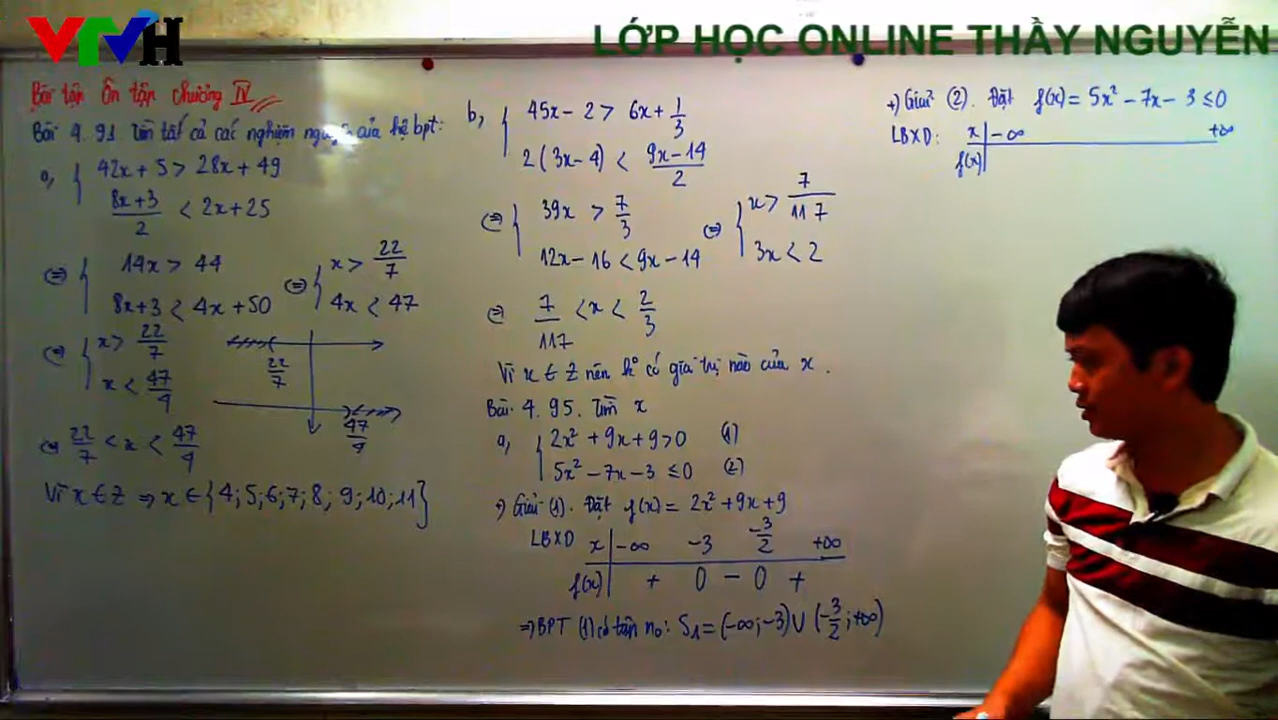 VTVH
LỚP HỌC ONLINE THẦY NGUYỄN
Bài tập Ôn tập chương IV
Bài 4.91 Tìm tất cả các nghiệm nguyên của hệ bpt:
a, { 42x + 5 > 28x + 49
(8x+3)/2 < 2x + 25
⇔ { 14x > 44
8x + 3 < 4x + 50
⇔ { x > 22/7
4x < 47
⇔ { x > 22/7
x < 47/4
22/7
47/4
⇔ 22/7 < x < 47/4
Vì x ∈ Z ⇒ x ∈ {4; 5; 6; 7; 8; 9; 10; 11}
b, { 45x − 2 > 6x + 1/3
2(3x − 4) < (9x − 14)/2
⇔ { 39x > 7/3
12x − 16 < 9x − 14
⇔ { x > 7/117
3x < 2
⇔ 7/117 < x < 2/3
Vì x ∈ Z nên k° có giá trị nào của x.
Bài 4.95. Tìm x
a, { 2x² + 9x + 9 > 0 (1)
5x² − 7x − 3 ≤ 0 (2)
+) Giải (1). Đặt f(x) = 2x² + 9x + 9
LBXD x | −∞ −3 −3/2 +∞
f(x) | + 0 − 0 +
⇒ BPT (1) có tập n₀: S₁ = (−∞; −3) ∪ (−3/2; +∞)
+) Giải (2). Đặt f(x) = 5x² − 7x − 3 ≤ 0
LBXD: x | −∞ +∞
f(x) |